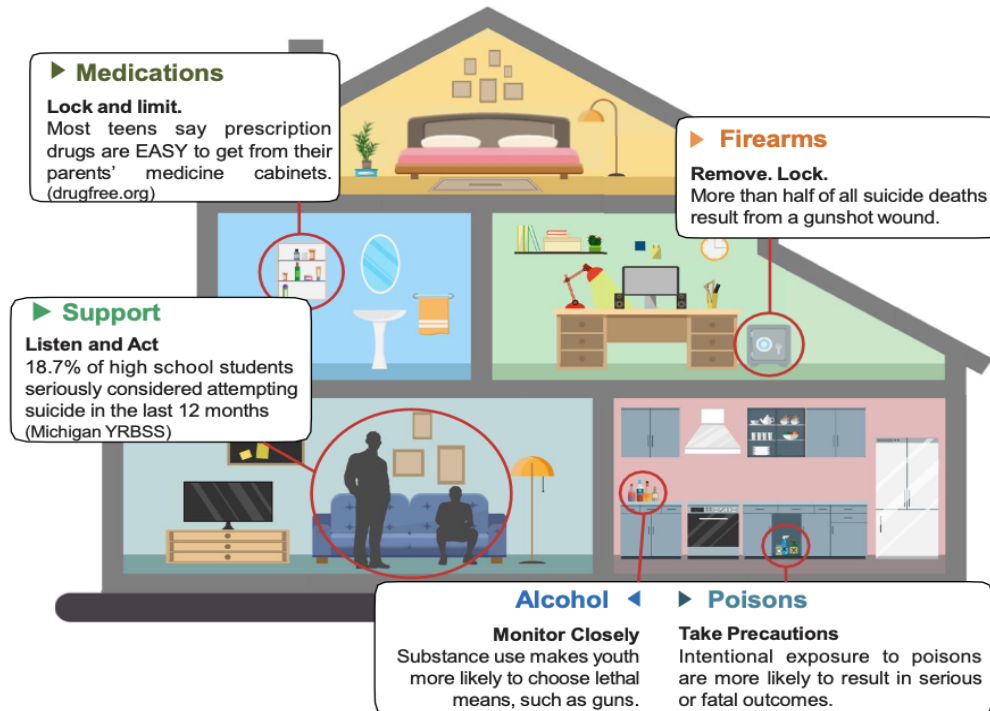 Medications
Lock and limit.
Most teens say prescription
drugs are EASY to get from their
parents’ medicine cabinets.
(drugfree.org)
Firearms
Remove. Lock.
More than half of all suicide deaths
result from a gunshot wound.
Support
Listen and Act
18.7% of high school students
seriously considered attempting
suicide in the last 12 months
(Michigan YRBSS)
Alcohol
Monitor Closely
Substance use makes youth
more likely to choose lethal
means, such as guns.
Poisons
Take Precautions
Intentional exposure to poisons
are more likely to result in serious
or fatal outcomes.